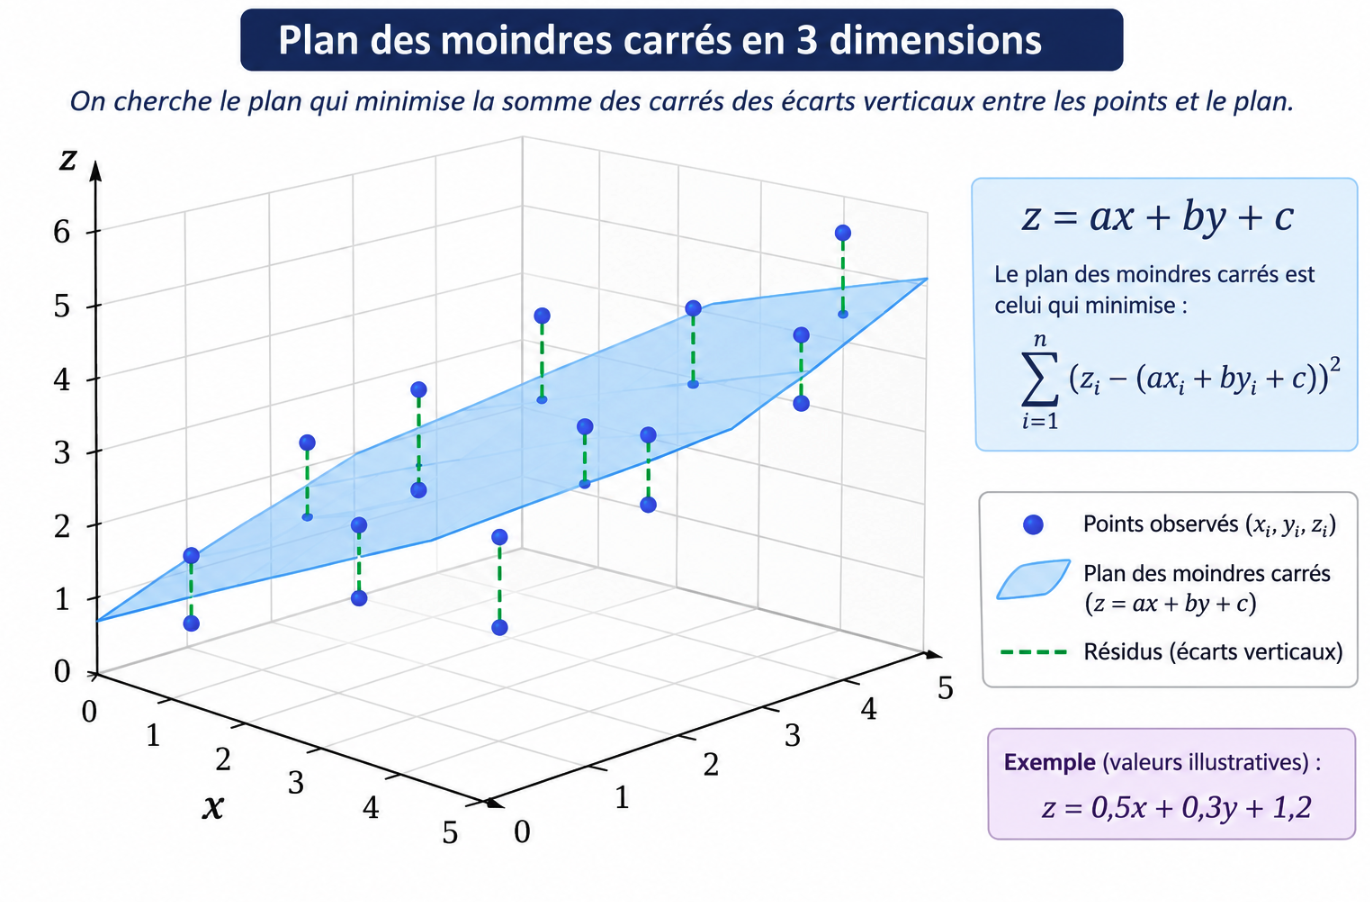 Plan des moindres carrés en 3 dimensions
On cherche le plan qui minimise la somme des carrés des écarts verticaux entre les points et le plan.
z
6
5
4
3
2
1
0
0
1
2
3
4
5
x
0
1
2
3
4
5
z = ax + by + c
Le plan des moindres carrés est
celui qui minimise :
n
∑ (zᵢ − (axᵢ + byᵢ + c))²
i=1
Points observés (xᵢ, yᵢ, zᵢ)
Plan des moindres carrés
(z = ax + by + c)
Résidus (écarts verticaux)
Exemple (valeurs illustratives) :
z = 0,5x + 0,3y + 1,2